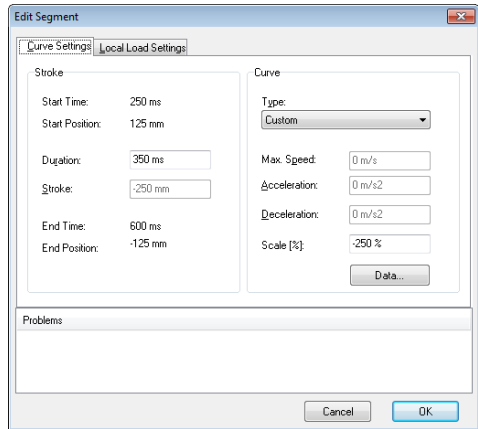 Edit Segment
Curve Settings
Local Load Settings
Stroke
Start Time: 250 ms
Start Position: 125 mm
Duration: 350 ms
Stroke: -250 mm
End Time: 600 ms
End Position: -125 mm
Curve
Type:
Custom
Max. Speed: 0 m/s
Acceleration: 0 m/s2
Deceleration: 0 m/s2
Scale [%]: -250 %
Data...
Problems
Cancel
OK